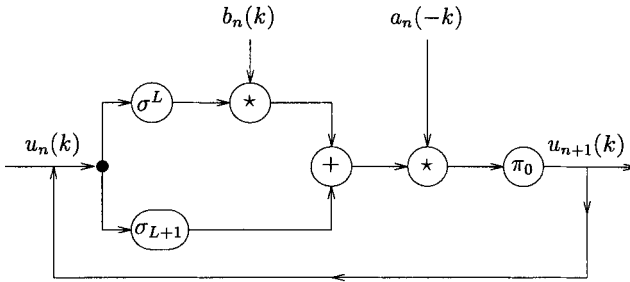 b_n(k)
a_n(-k)
σ^L
⋆
u_n(k)
+
⋆
π_0
u_{n+1}(k)
σ_{L+1}